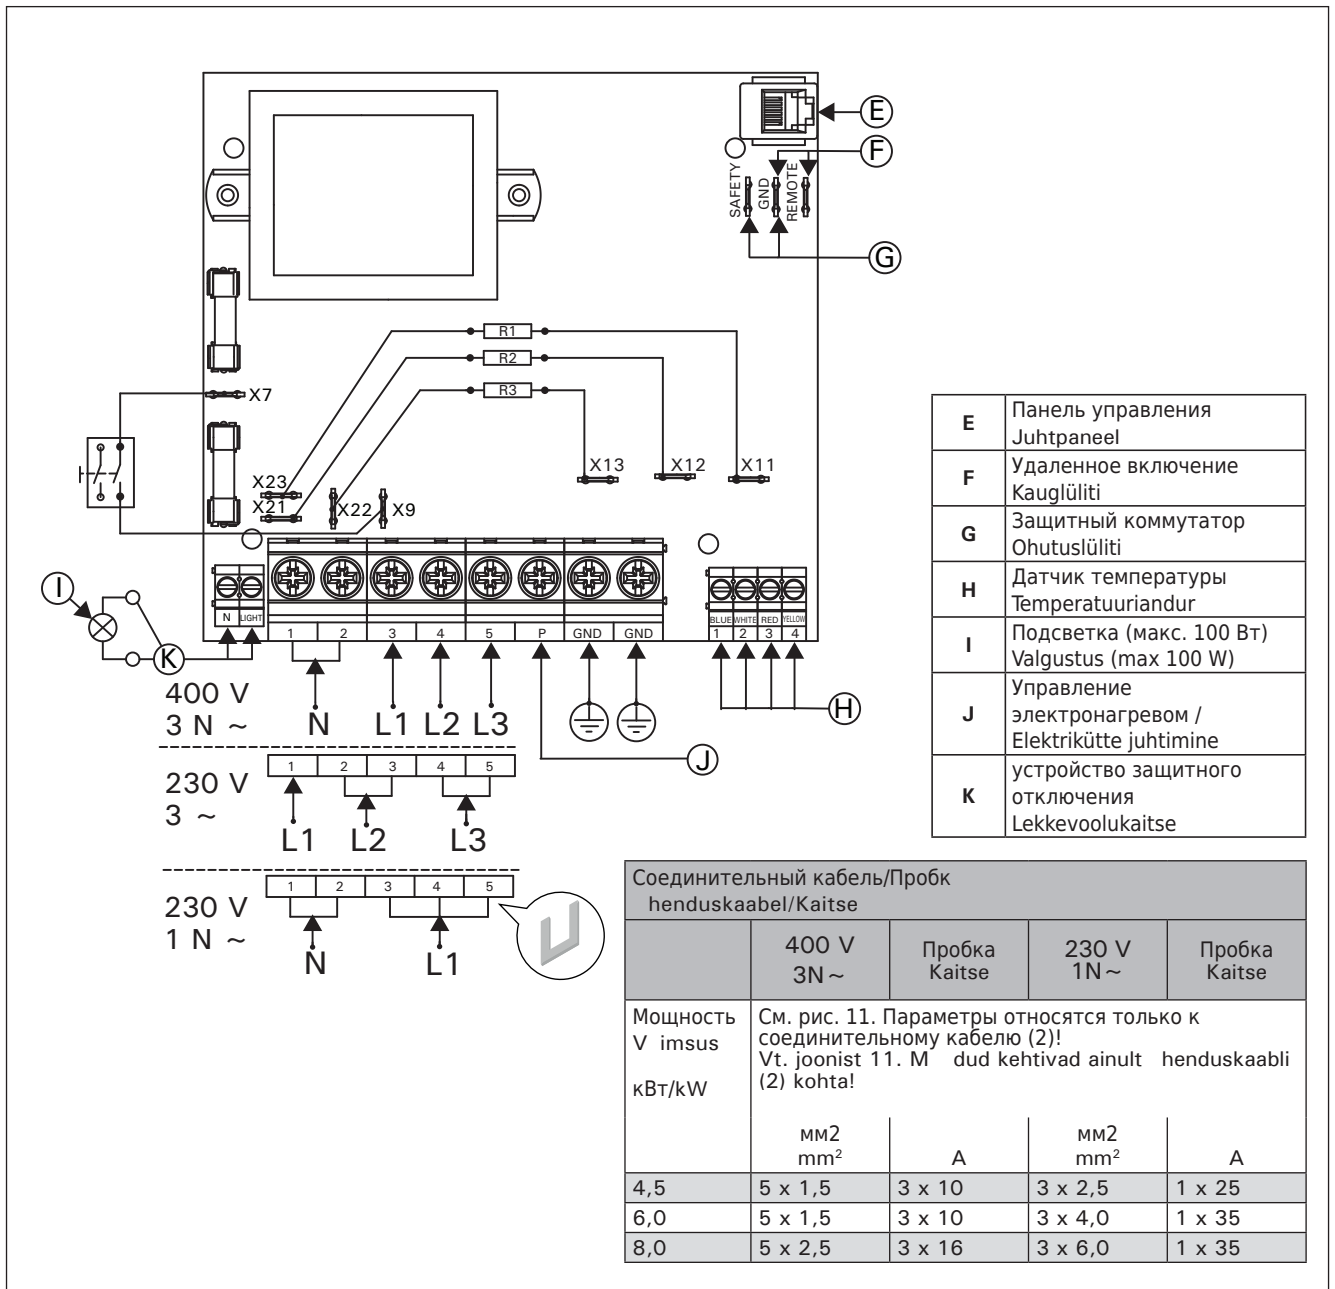 E
F
SAFETY
GND
REMOTE
G
R1
R2
R3
X7
X13
X12
X11
X23
X21
X22
X9
I
N
LIGHT
1
2
3
4
5
P
GND
GND
BLUE
WHITE
RED
YELLOW
1
2
3
4
K
H
J
400 V
3 N ~
N
L1
L2
L3
230 V
3 ~
1
2
3
4
5
L1
L2
L3
230 V
1 N ~
1
2
3
4
5
N
L1
E
Панель управления
Juhtpaneel
F
Удаленное включение
Kauglüliti
G
Защитный коммутатор
Ohutuslüliti
H
Датчик температуры
Temperatuuriandur
I
Подсветка (макс. 100 Вт)
Valgustus (max 100 W)
J
Управление
электронагревом /
Elektrikütte juhtimine
K
устройство защитного
отключения
Lekkevoolukaitse
Соединительный кабель/Пробк
henduskaabel/Kaitse
400 V
3N~
Пробка
Kaitse
230 V
1N~
Пробка
Kaitse
Мощность
V imsus
кВт/kW
См. рис. 11. Параметры относятся только к
соединительному кабелю (2)!
Vt. joonist 11. M dud kehtivad ainult henduskaabli
(2) kohta!
мм2
mm²
A
мм2
mm²
A
4,5 5 x 1,5 3 x 10 3 x 2,5 1 x 25
6,0 5 x 1,5 3 x 10 3 x 4,0 1 x 35
8,0 5 x 2,5 3 x 16 3 x 6,0 1 x 35